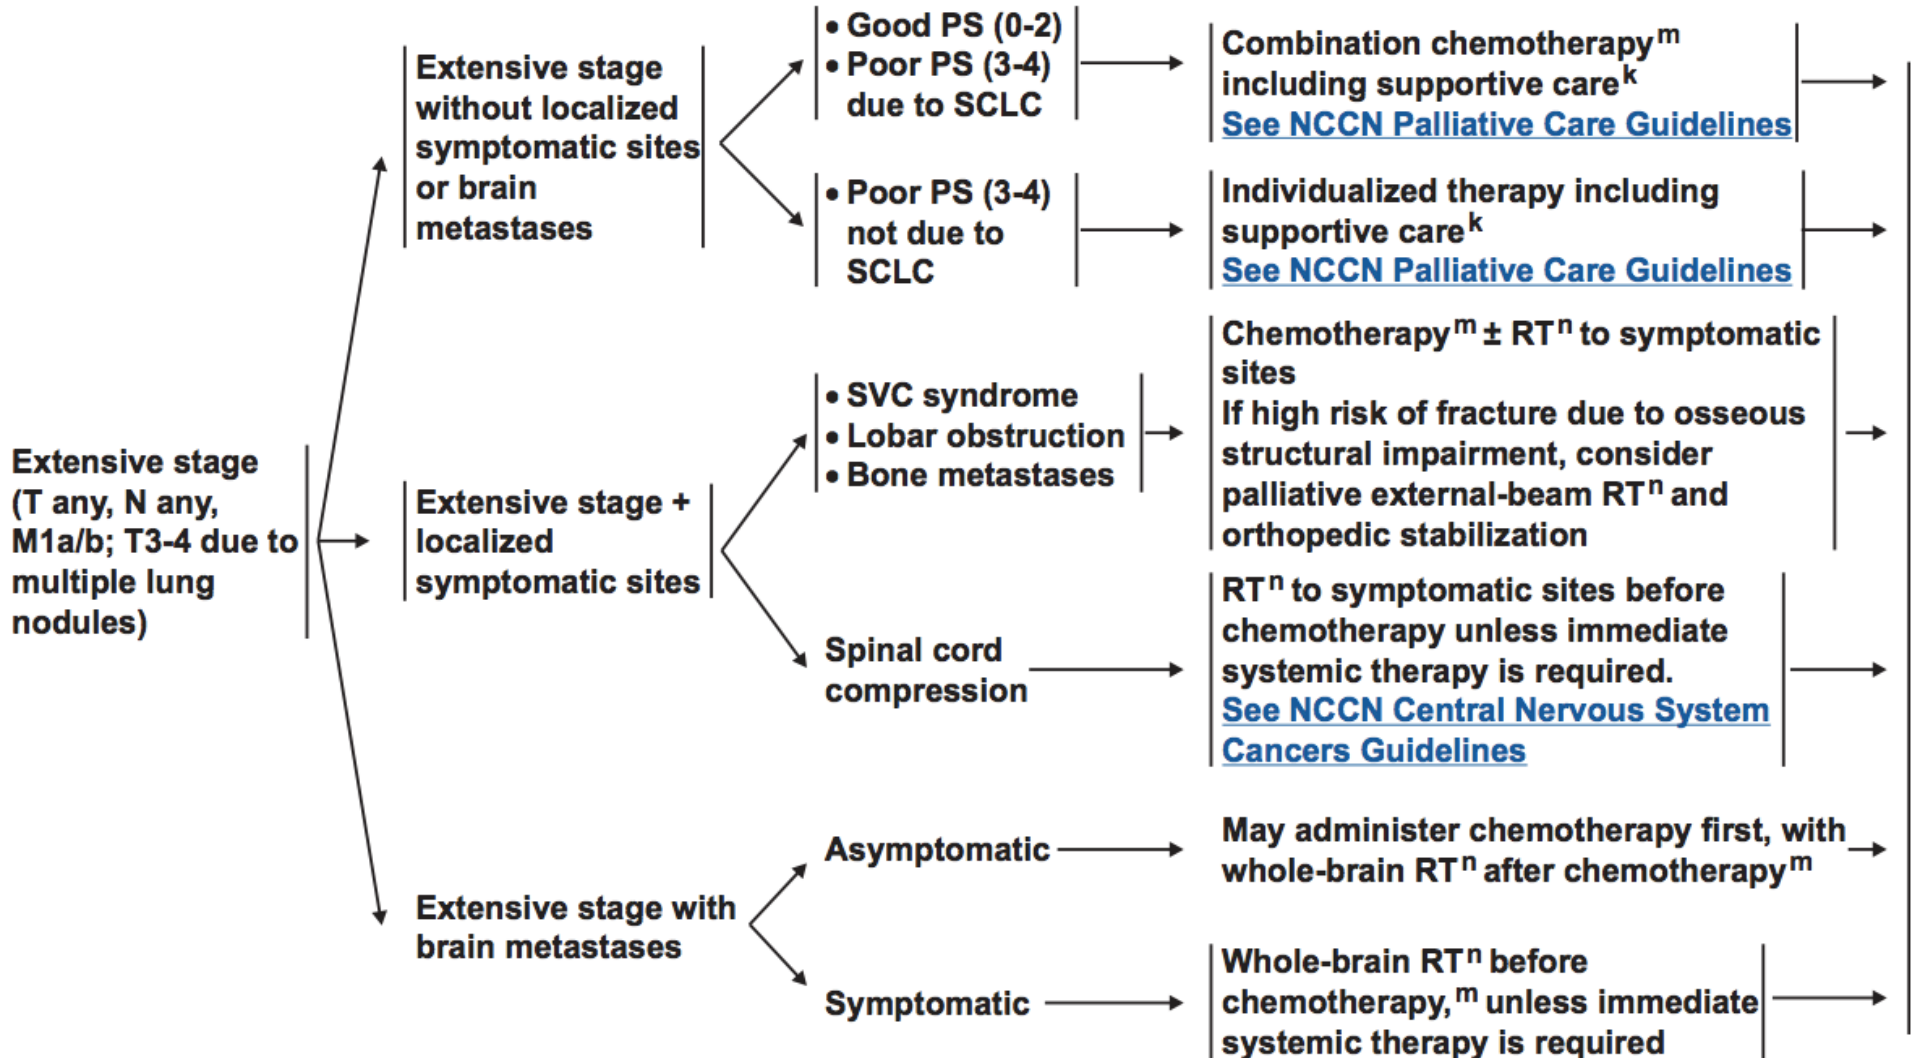 Extensive stage
(T any, N any,
M1a/b; T3-4 due to
multiple lung
nodules)
Extensive stage
without localized
symptomatic sites
or brain
metastases
• Good PS (0-2)
• Poor PS (3-4)
due to SCLC
Combination chemotherapy^m
including supportive care^k
See NCCN Palliative Care Guidelines
• Poor PS (3-4)
not due to
SCLC
Individualized therapy including
supportive care^k
See NCCN Palliative Care Guidelines
Extensive stage +
localized
symptomatic sites
• SVC syndrome
• Lobar obstruction
• Bone metastases
Chemotherapy^m ± RT^n to symptomatic
sites
If high risk of fracture due to osseous
structural impairment, consider
palliative external-beam RT^n and
orthopedic stabilization
Spinal cord
compression
RT^n to symptomatic sites before
chemotherapy unless immediate
systemic therapy is required.
See NCCN Central Nervous System
Cancers Guidelines
Extensive stage with
brain metastases
Asymptomatic
May administer chemotherapy first, with
whole-brain RT^n after chemotherapy^m
Symptomatic
Whole-brain RT^n before
chemotherapy,^m unless immediate
systemic therapy is required